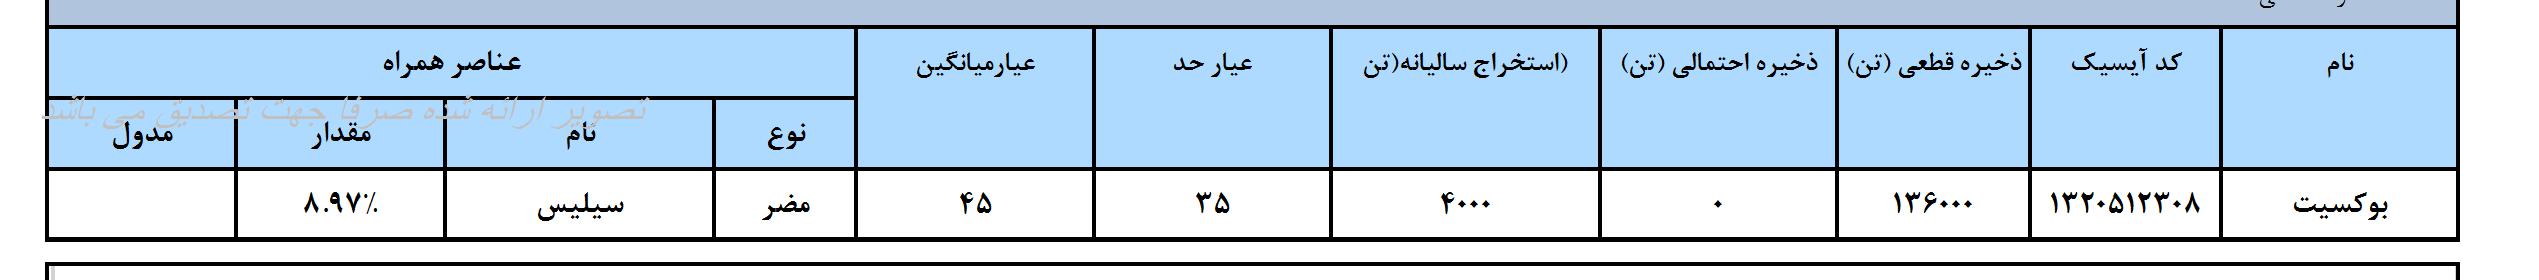 نام	کد آیسیک	ذخیره قطعی (تن)	ذخیره احتمالی (تن)	(استخراج سالیانه(تن	عیار حد	عیارمیانگین	عناصر همراه
تصویر ارائه شده صرفا جهت تصدیق می باشد
نوع	نام	مقدار	مدول
بوکسیت	۱۳۲۰۵۱۲۳۰۸	۱۳۶۰۰۰	۰	۴۰۰۰	۳۵	۴۵	مضر	سیلیس	۸.۹۷٪